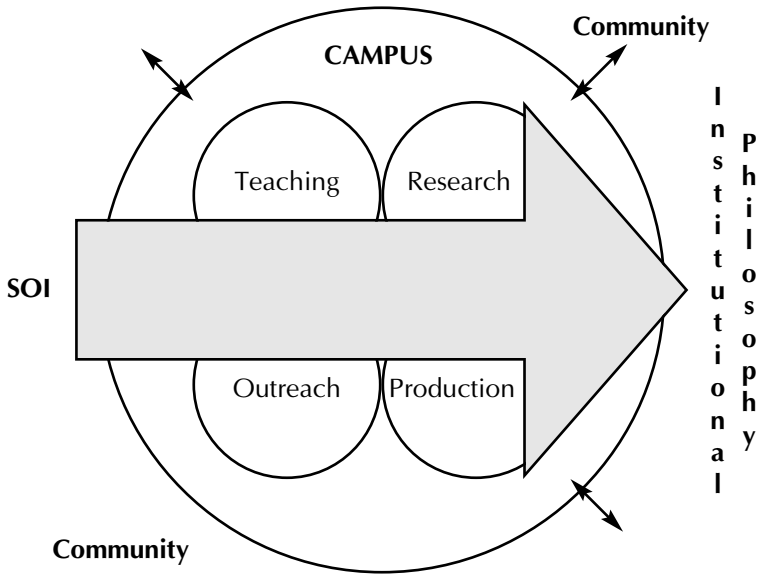 Community
CAMPUS
Teaching
Research
SOI
Outreach
Production
Community
Institutional
Philosophy